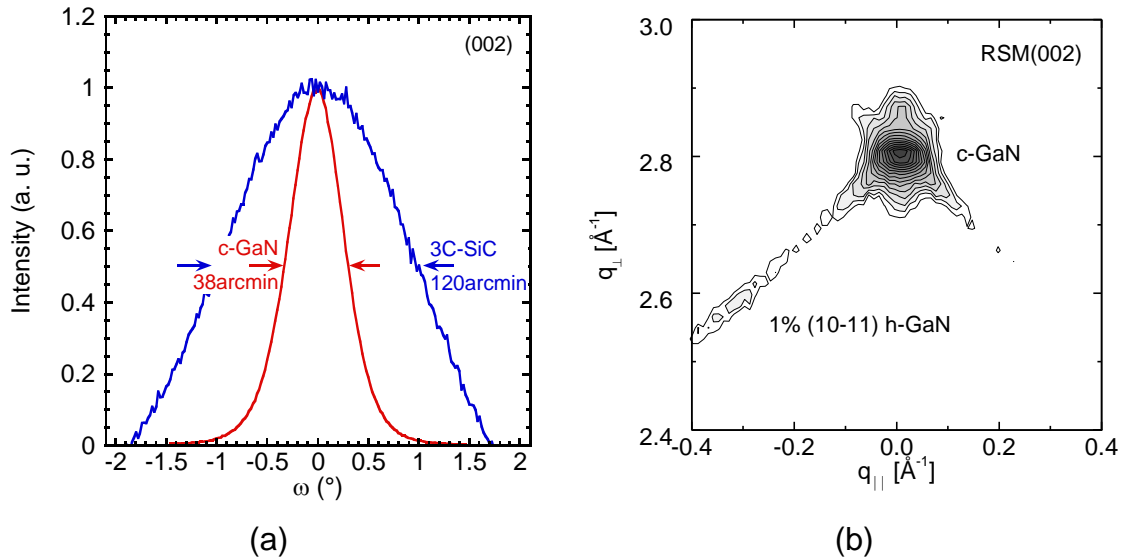 1.2
1
0.8
0.6
0.4
0.2
0
Intensity (a. u.)
(002)
c-GaN
38arcmin
3C-SiC
120arcmin
-2 -1.5 -1 -0.5 0 0.5 1 1.5 2
ω (°)
(a)
3.0
2.8
2.6
2.4
q⊥ [Å⁻¹]
RSM(002)
c-GaN
1% (10-11) h-GaN
-0.4 -0.2 0.0 0.2 0.4
q|| [Å⁻¹]
(b)